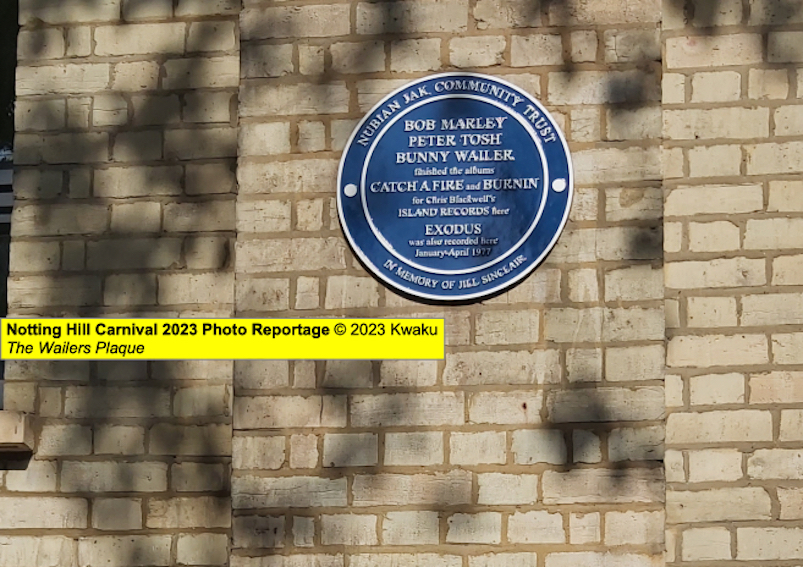 NUBIAN JAK COMMUNITY TRUST
BOB MARLEY
PETER TOSH
BUNNY WAILER
finished the albums
CATCH A FIRE and BURNIN
for Chris Blackwell's
ISLAND RECORDS here
EXODUS
was also recorded here
January-April 1977
IN MEMORY OF JILL SINCLAIR
Notting Hill Carnival 2023 Photo Reportage © 2023 Kwaku
The Wailers Plaque